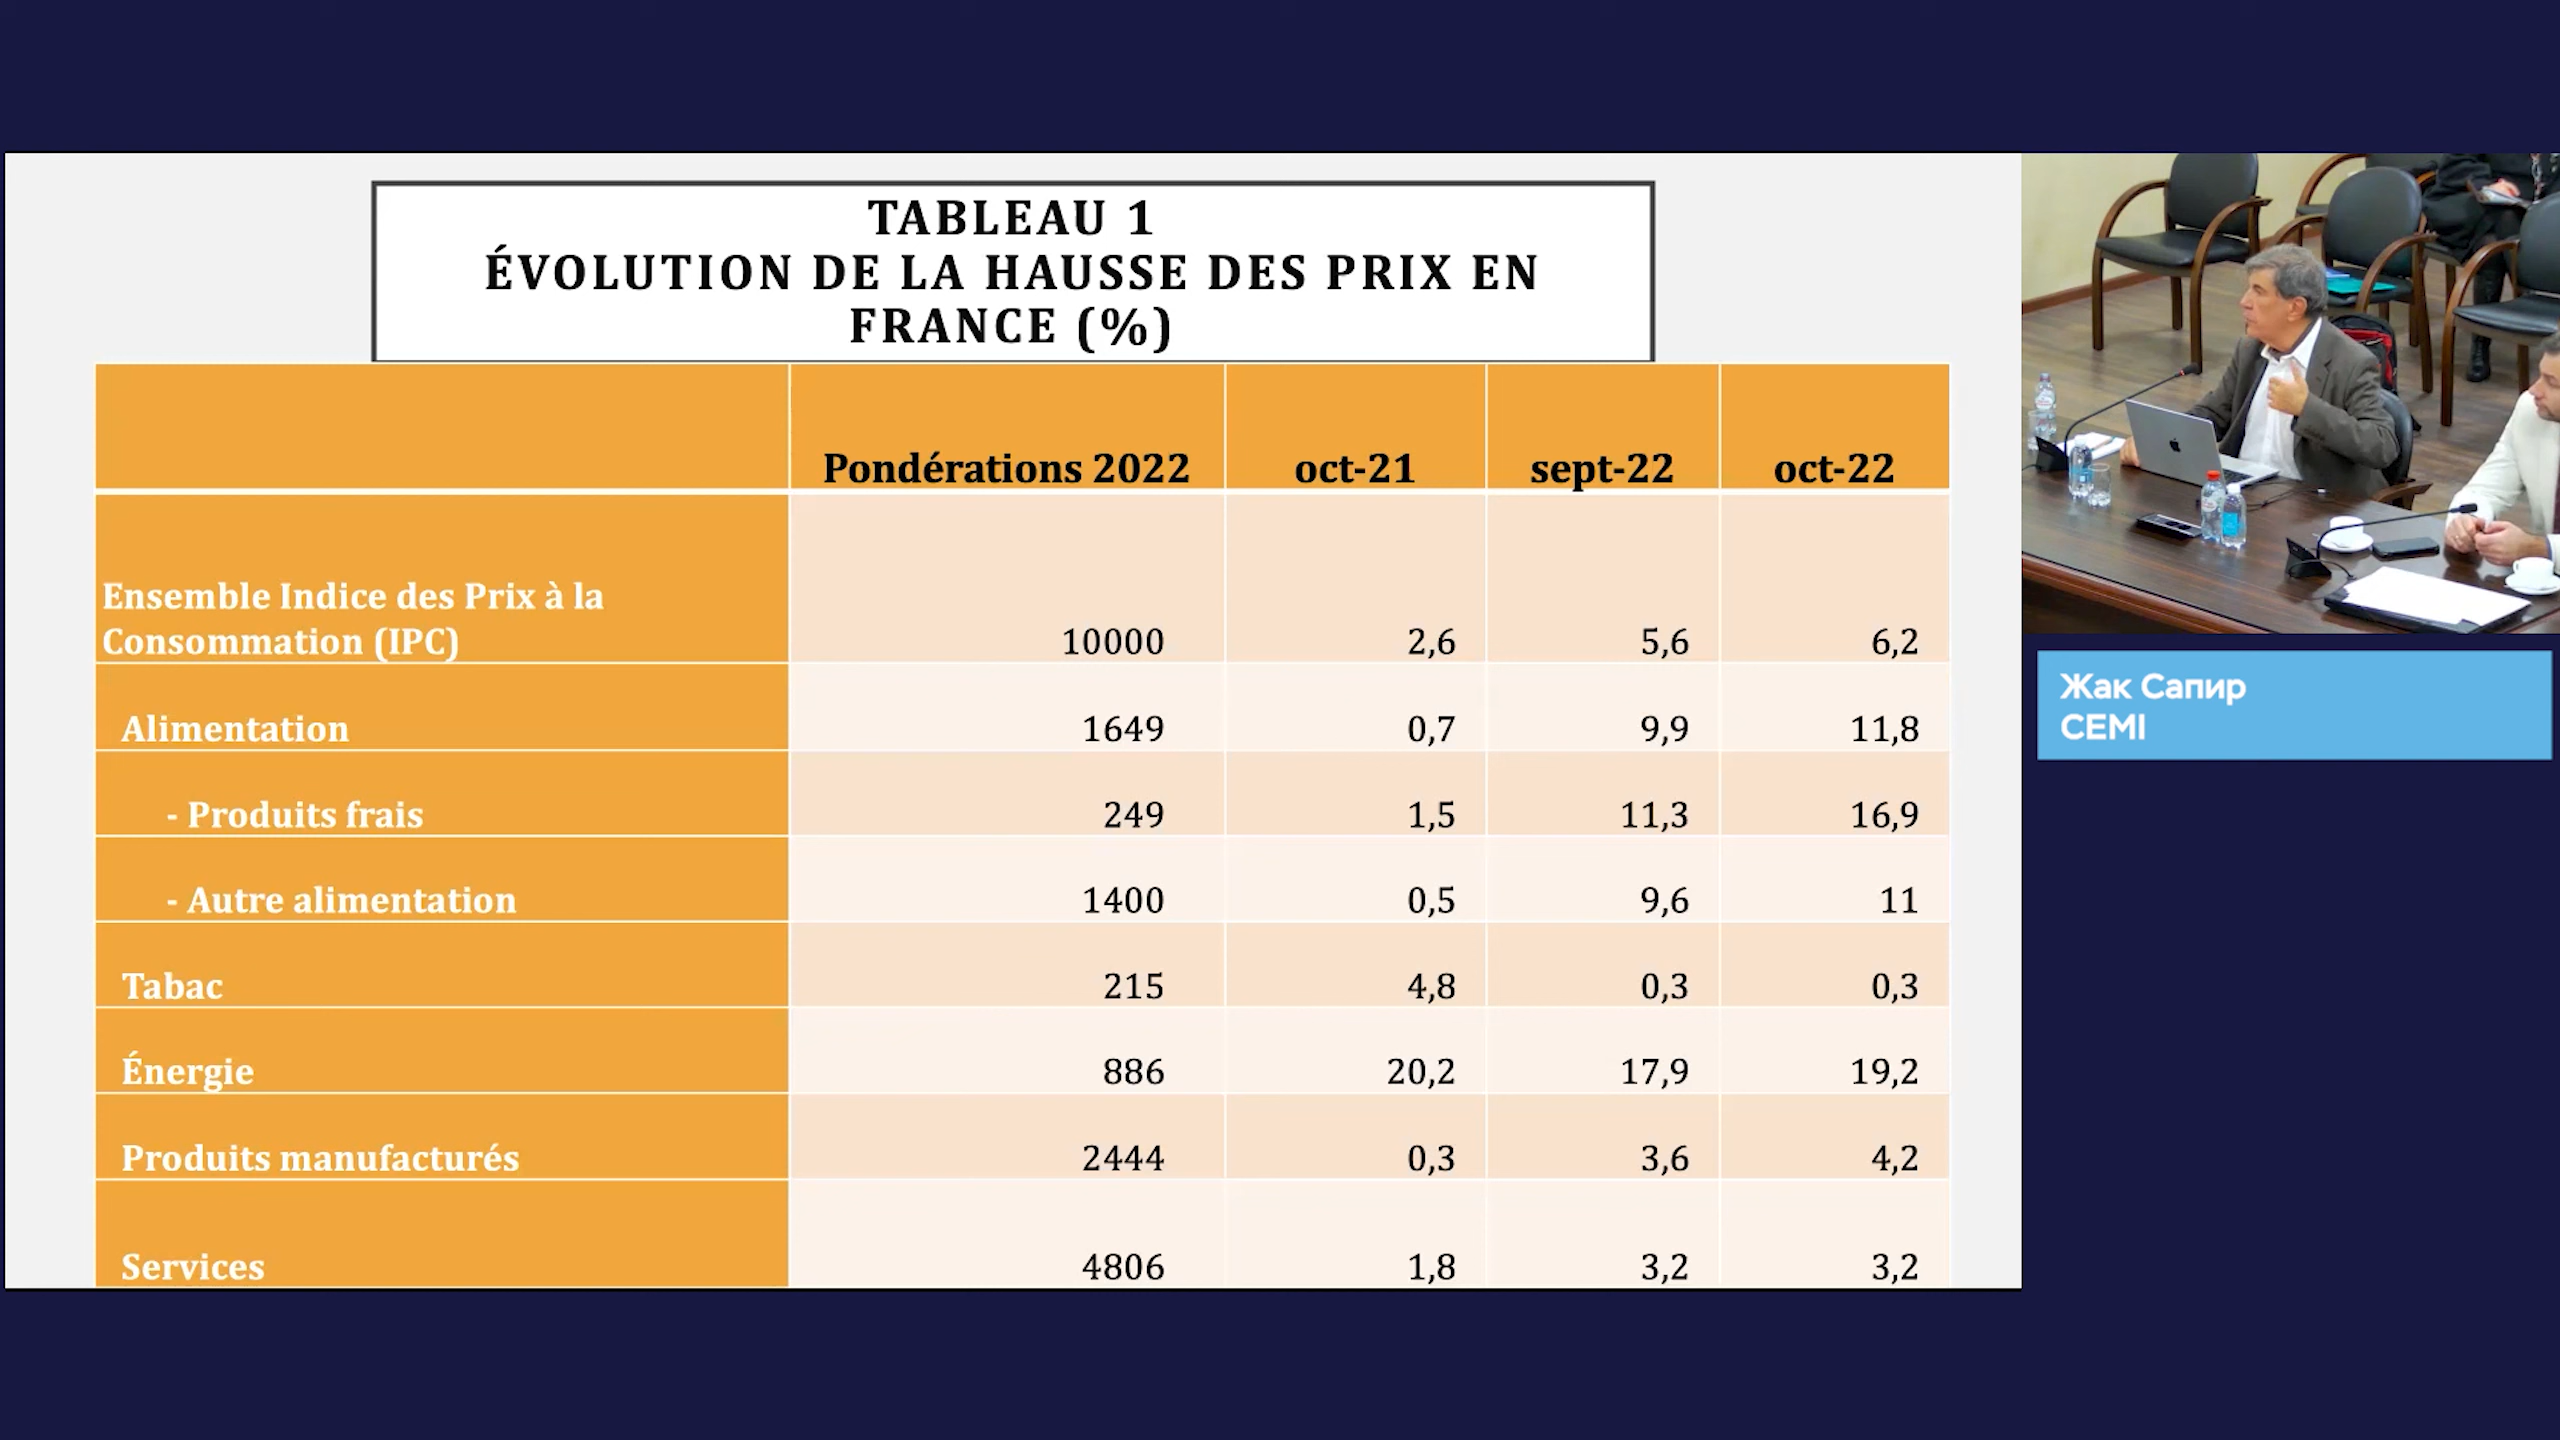 TABLEAU 1
ÉVOLUTION DE LA HAUSSE DES PRIX EN
FRANCE (%)
Pondérations 2022 oct-21 sept-22 oct-22
Ensemble Indice des Prix à la
Consommation (IPC) 10000 2,6 5,6 6,2
Alimentation 1649 0,7 9,9 11,8
- Produits frais 249 1,5 11,3 16,9
- Autre alimentation 1400 0,5 9,6 11
Tabac 215 4,8 0,3 0,3
Énergie 886 20,2 17,9 19,2
Produits manufacturés 2444 0,3 3,6 4,2
Services 4806 1,8 3,2 3,2
Жак Сапир
CEMI